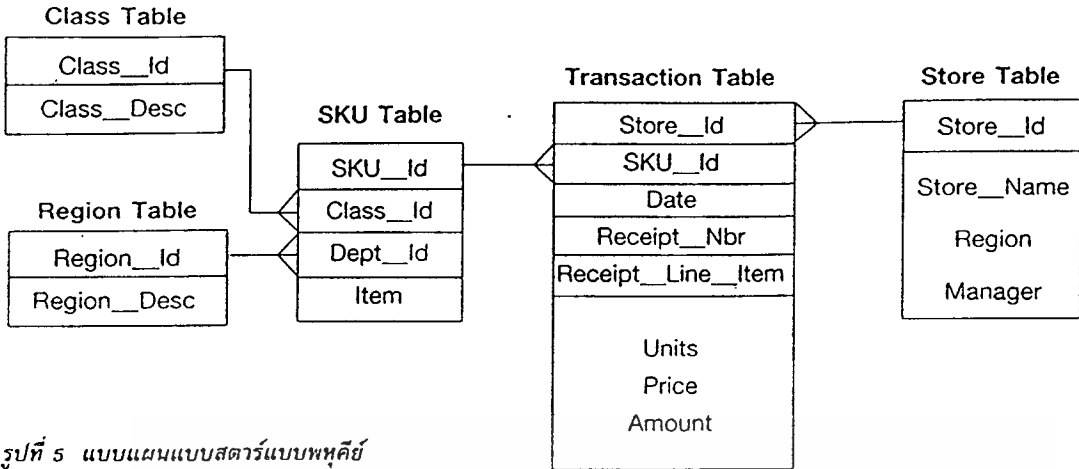 Class Table
Class__Id
Class__Desc
Region Table
Region__Id
Region__Desc
SKU Table
SKU__Id
Class__Id
Dept__Id
Item
Transaction Table
Store__Id
SKU__Id
Date
Receipt__Nbr
Receipt__Line__Item
Units
Price
Amount
Store Table
Store__Id
Store__Name
Region
Manager
รูปที่ 5 แบบแผนแบบสตาร์แบบพหุคีย์